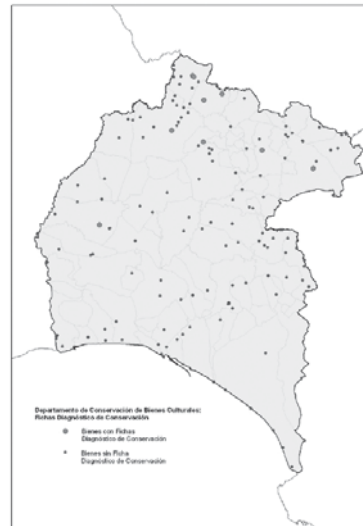 Departamento de Conservación de Bienes Culturales:
Fichas Diagnóstico de Conservación
Bienes con Fichas
Diagnóstico de Conservación
Bienes sin Ficha
Diagnóstico de Conservación